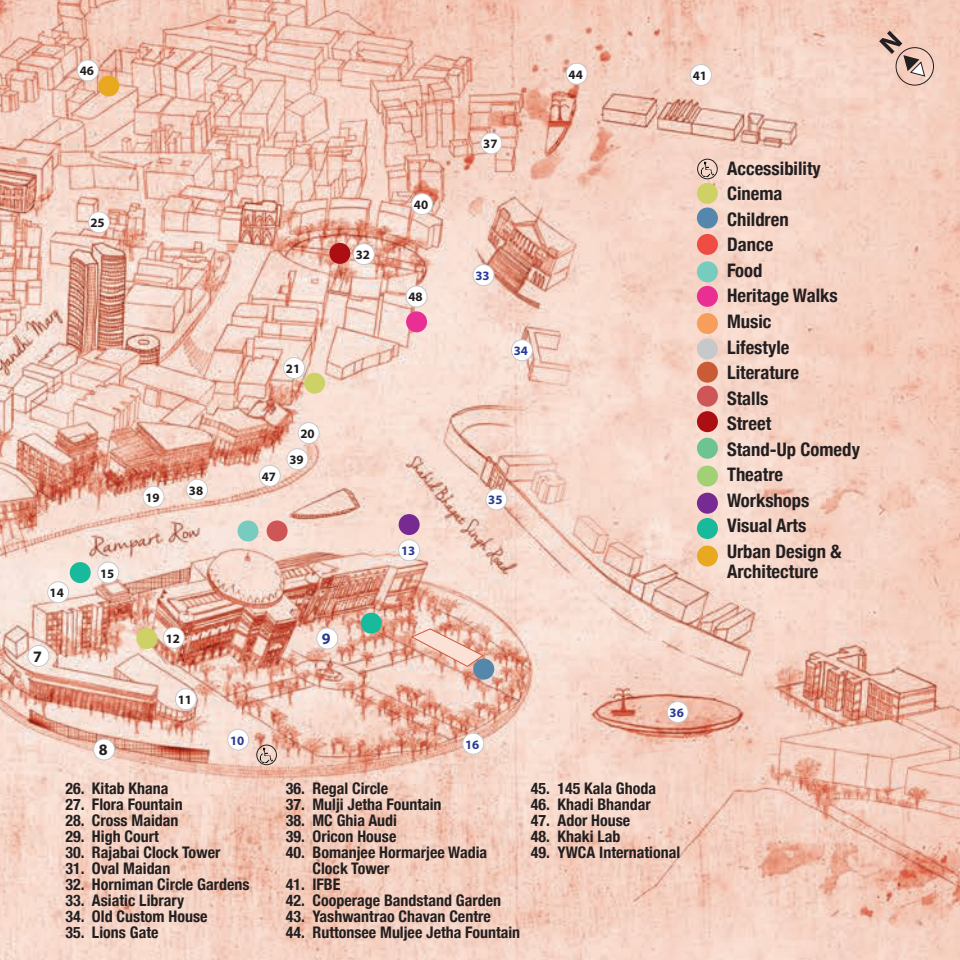 N
46
44
41
37
Accessibility
Cinema
Children
Dance
Food
Heritage Walks
Music
Lifestyle
Literature
Stalls
Street
Stand-Up Comedy
Theatre
Workshops
Visual Arts
Urban Design &
Architecture
40
25
32
33
48
34
21
20
39
47
38
19
35
Gandhi Marg
Rampart Row
Shahid Bhagat Singh Road
13
15
14
12
9
7
11
10
8
16
36
26. Kitab Khana
27. Flora Fountain
28. Cross Maidan
29. High Court
30. Rajabai Clock Tower
31. Oval Maidan
32. Horniman Circle Gardens
33. Asiatic Library
34. Old Custom House
35. Lions Gate
36. Regal Circle
37. Mulji Jetha Fountain
38. MC Ghia Audi
39. Oricon House
40. Bomanjee Hormarjee Wadia
Clock Tower
41. IFBE
42. Cooperage Bandstand Garden
43. Yashwantrao Chavan Centre
44. Ruttonsee Muljee Jetha Fountain
45. 145 Kala Ghoda
46. Khadi Bhandar
47. Ador House
48. Khaki Lab
49. YWCA International